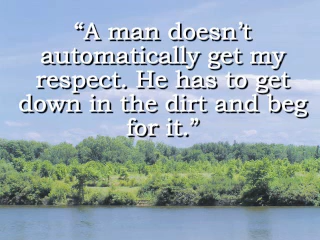 “A man doesn’t
automatically get my
respect. He has to get
down in the dirt and beg
for it.”